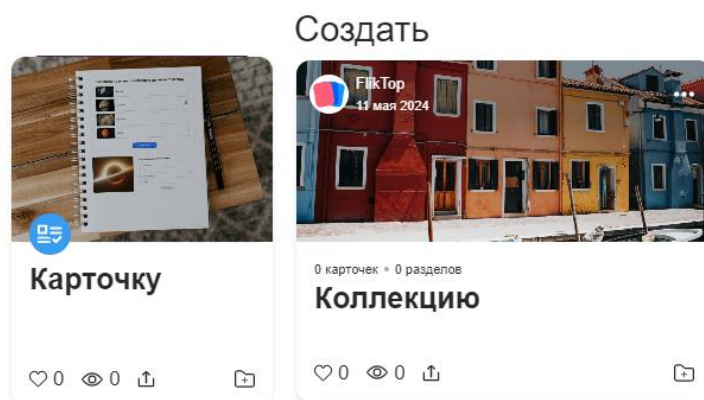 Создать
FlikTop
11 мая 2024
0 карточек • 0 разделов
Карточку
Коллекцию
0 0
0 0